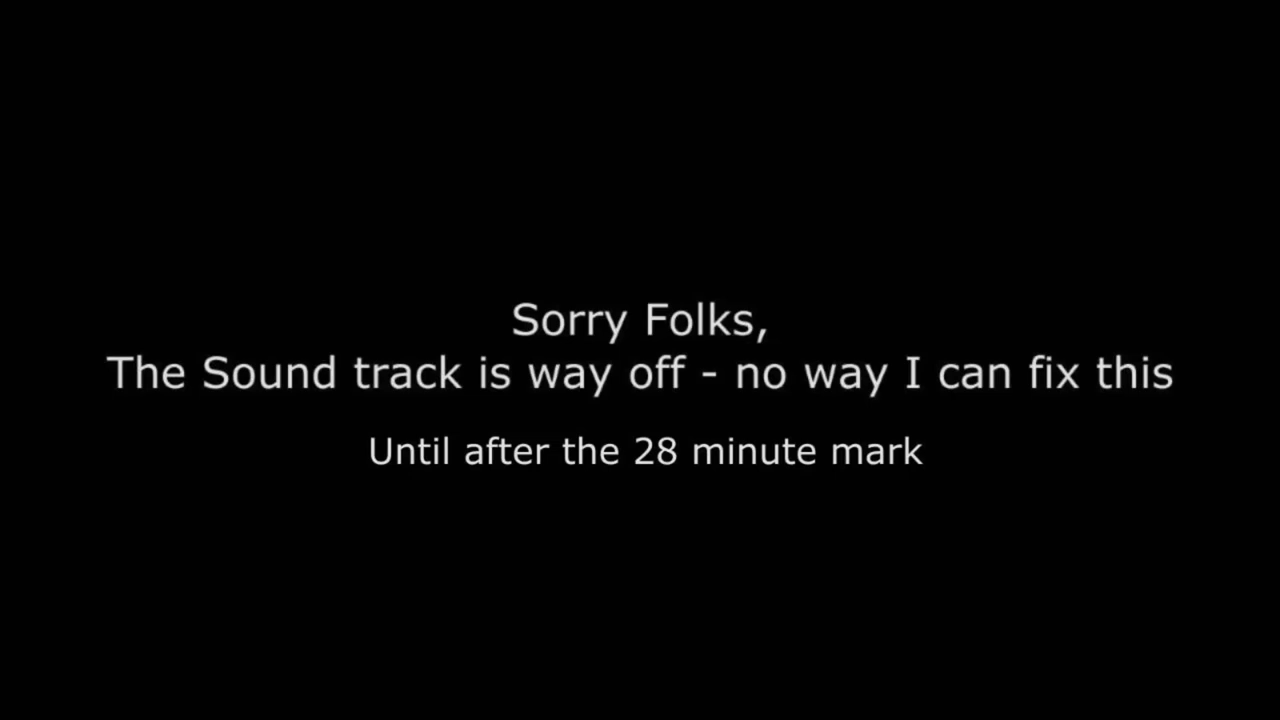 Sorry Folks,
The Sound track is way off - no way I can fix this
Until after the 28 minute mark